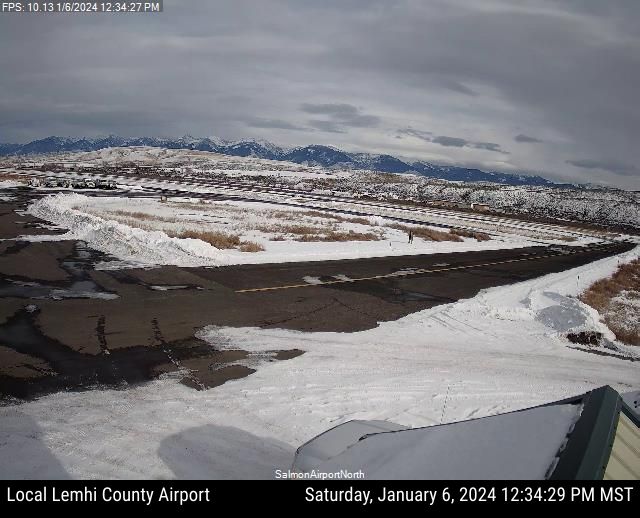 FPS: 10.13 1/6/2024 12:34:27 PM
SalmonAirportNorth
Local Lemhi County Airport
Saturday, January 6, 2024 12:34:29 PM MST